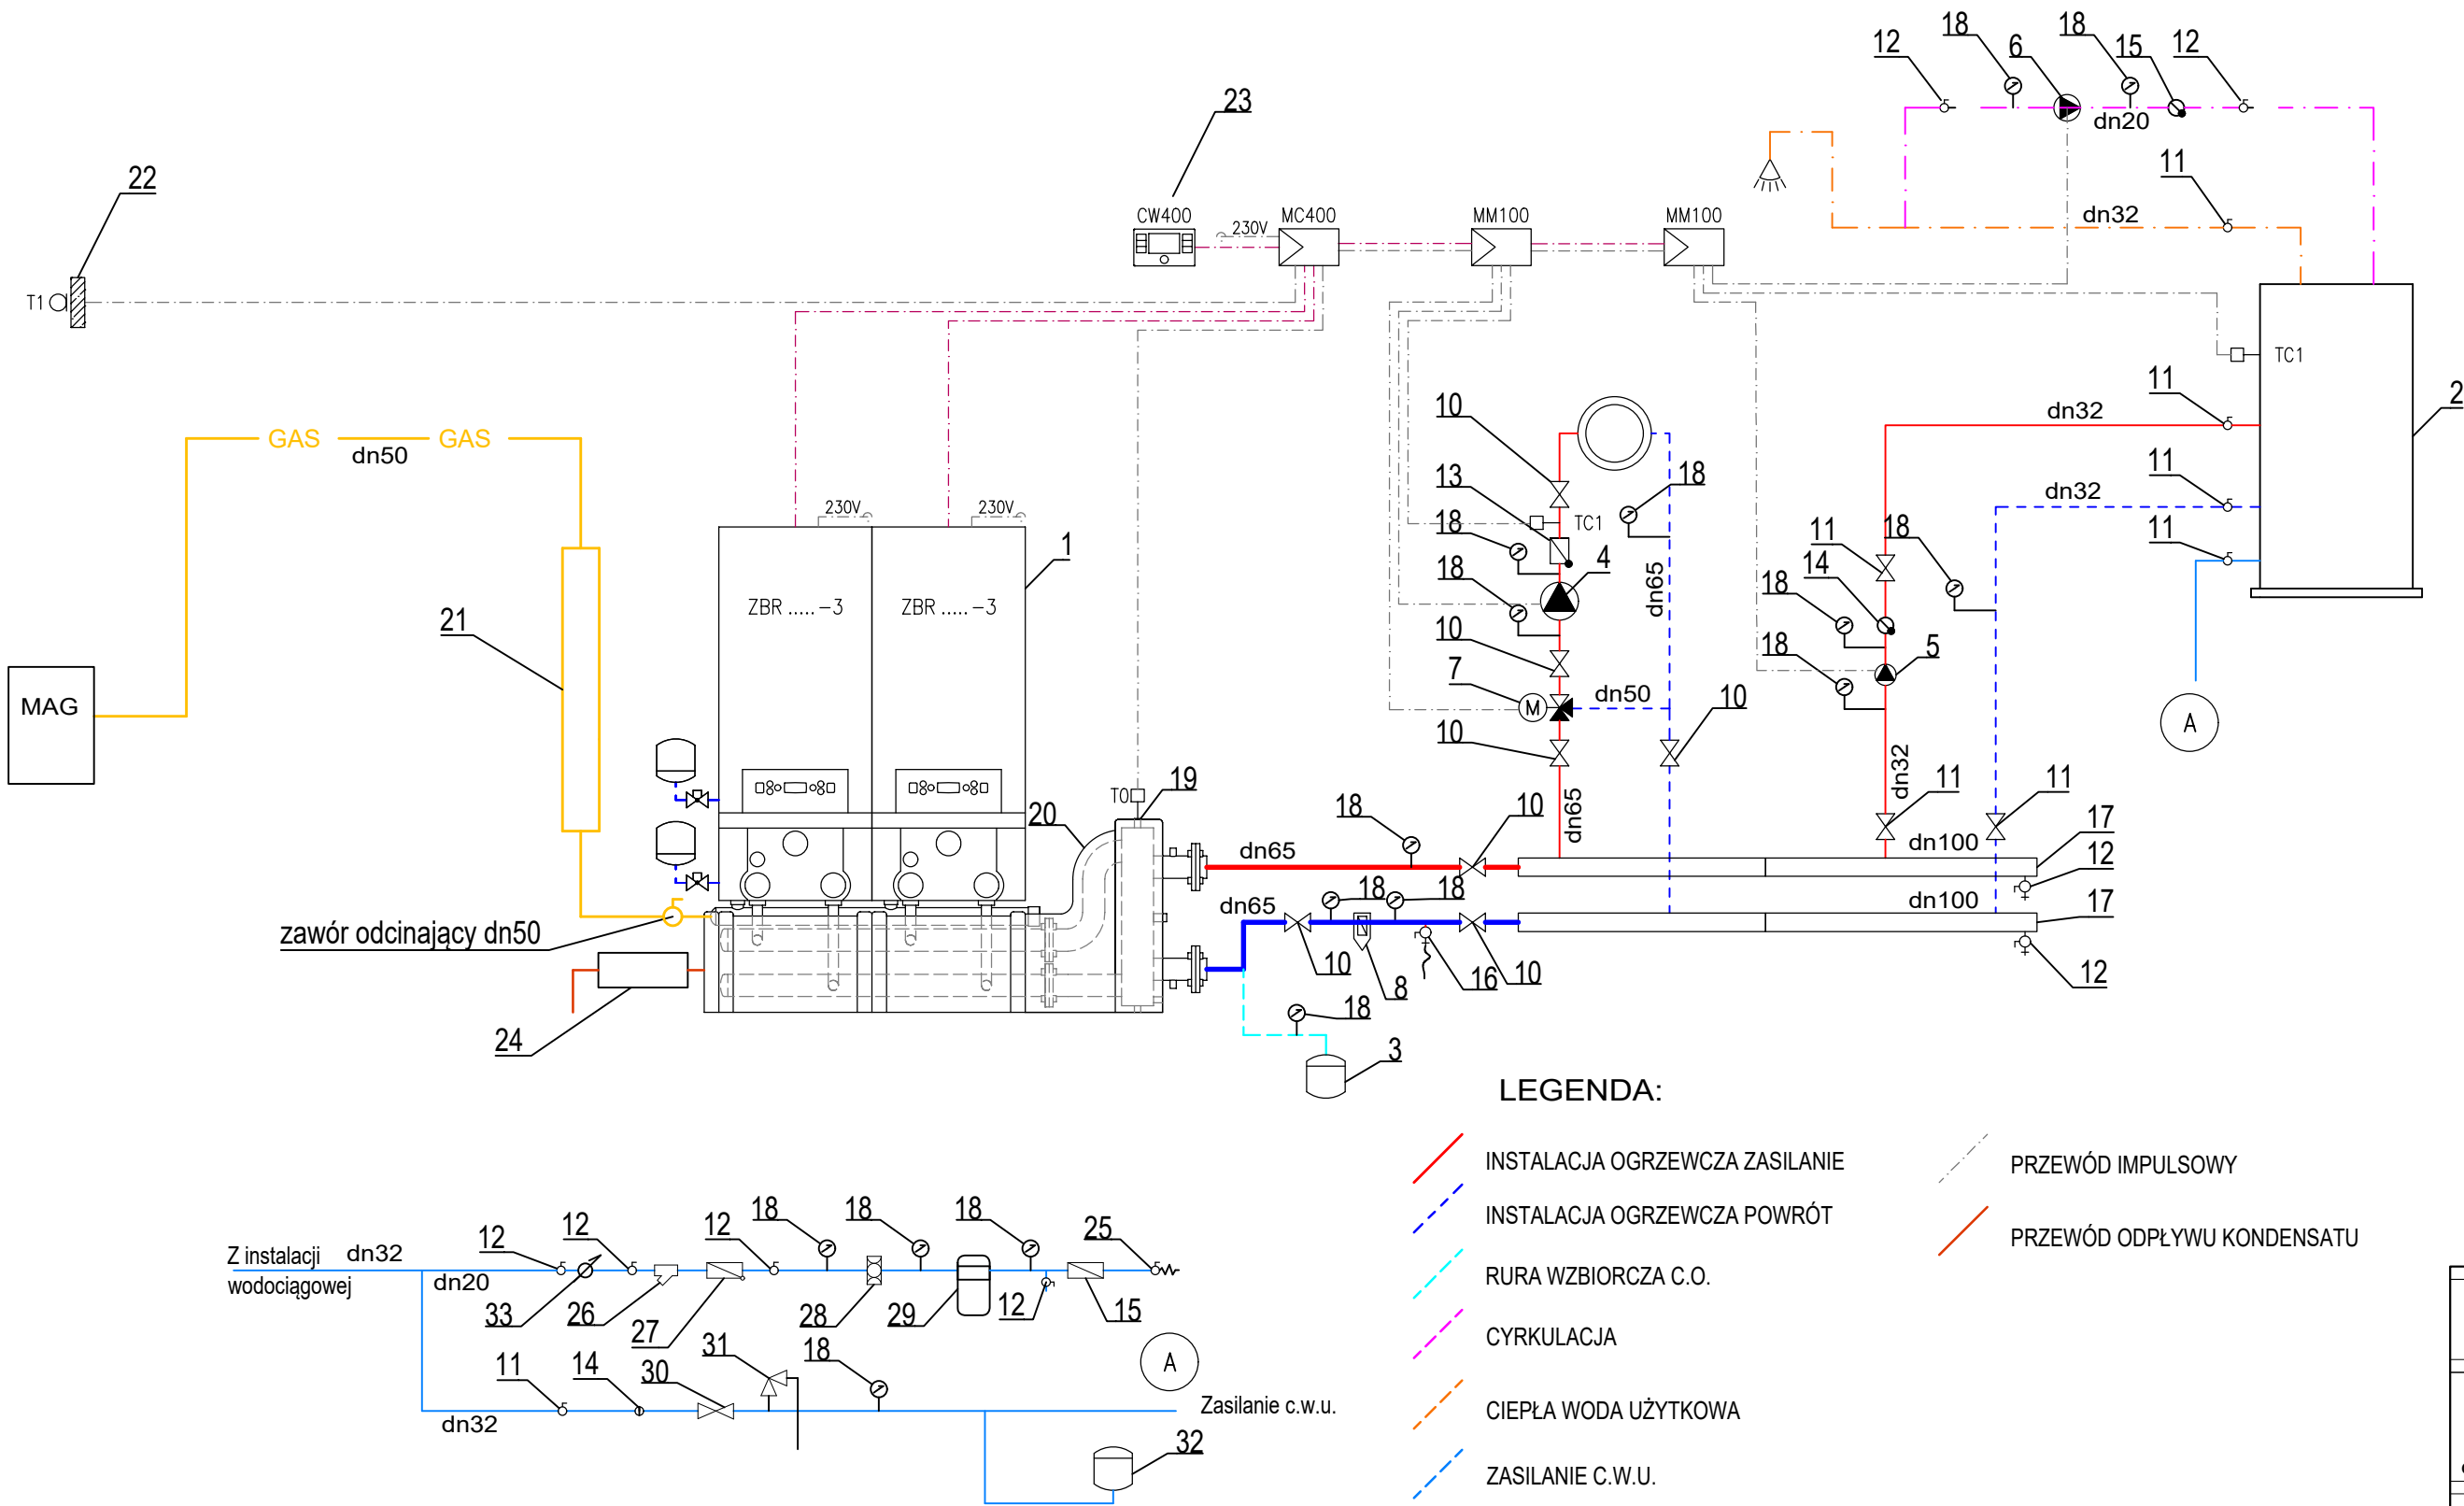 12
18
6
18
15
12
dn20
23
11
dn32
22
CW400
230V
MC400
MM100
MM100
T1
TC1
2
11
dn32
11
dn32
11
GAS
GAS
dn50
10
13
18
18
TC1
4
18
dn65
10
7
M
dn50
10
10
11
18
14
18
18
5
A
230V
230V
1
ZBR .....-3
ZBR .....-3
21
MAG
T0
19
20
dn65
dn32
11
11
18
10
dn65
dn100
17
12
18
18
dn65
dn100
17
10
8
16
10
12
zawór odcinający dn50
24
18
3
LEGENDA:
INSTALACJA OGRZEWCZA ZASILANIE
PRZEWÓD IMPULSOWY
INSTALACJA OGRZEWCZA POWRÓT
PRZEWÓD ODPŁYWU KONDENSATU
RURA WZBIORCZA C.O.
CYRKULACJA
CIEPŁA WODA UŻYTKOWA
ZASILANIE C.W.U.
Z instalacji
wodociągowej
dn32
dn20
12
12
12
18
18
18
25
33
26
27
28
29
12
15
11
14
30
31
18
A
dn32
Zasilanie c.w.u.
32